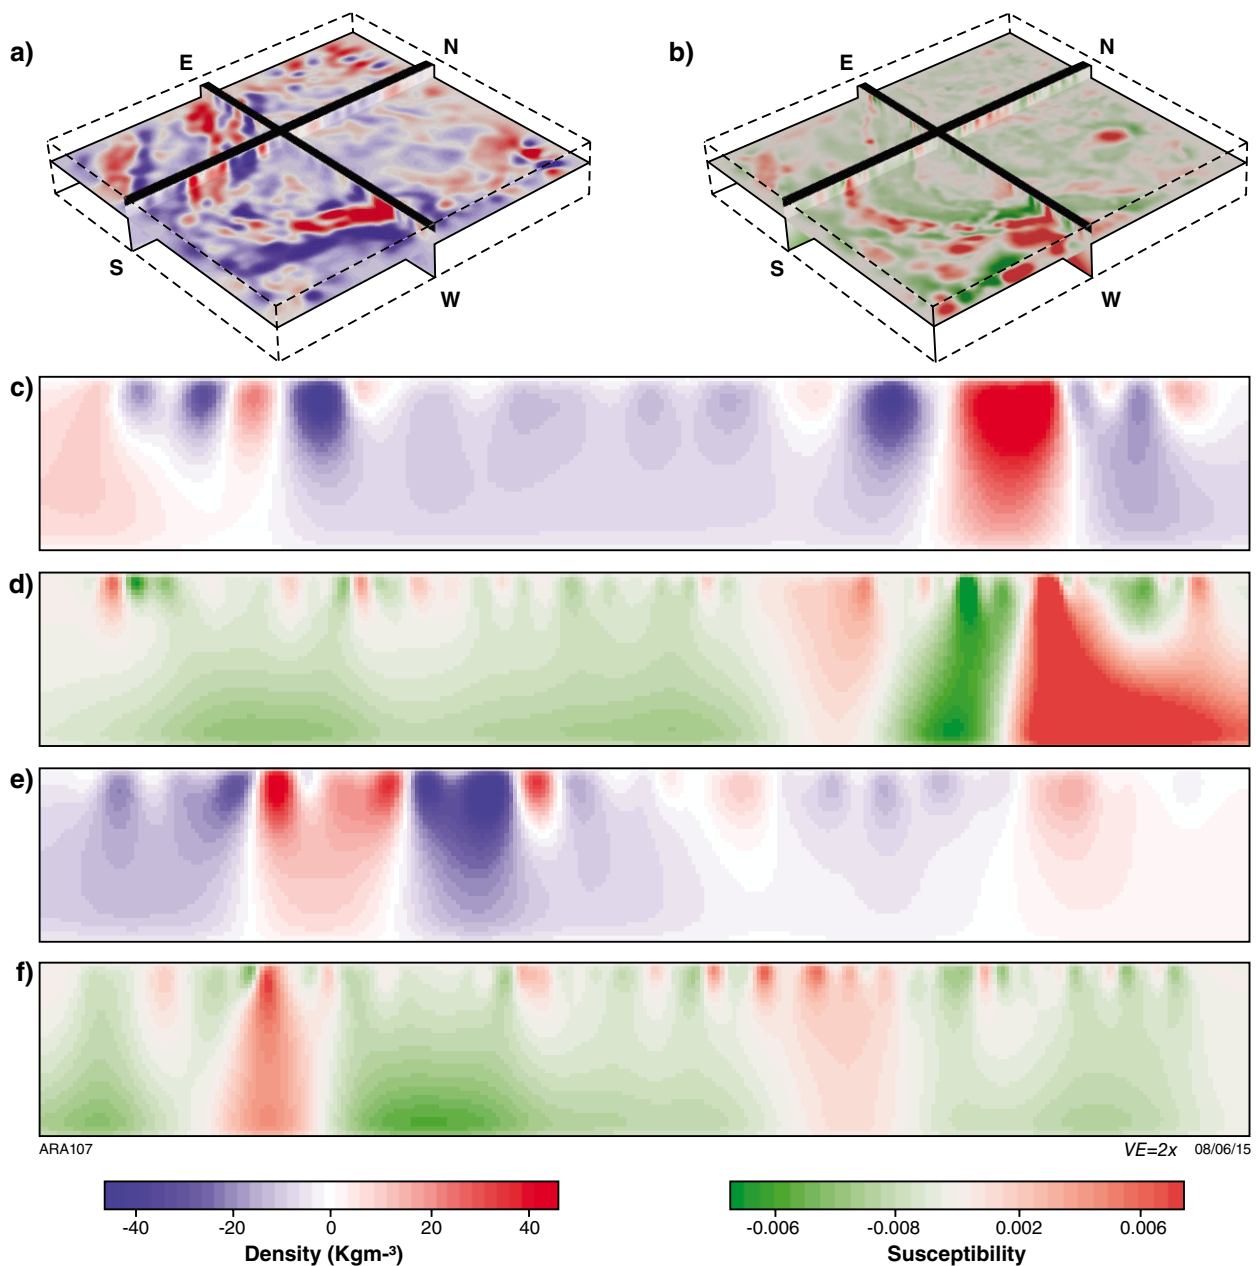 a)
E
N
S
W
b)
E
N
S
W
c)
d)
e)
f)
ARA107
VE=2x 08/06/15
-40 -20 0 20 40
Density (Kgm-³)
-0.006 -0.008 0.002 0.006
Susceptibility